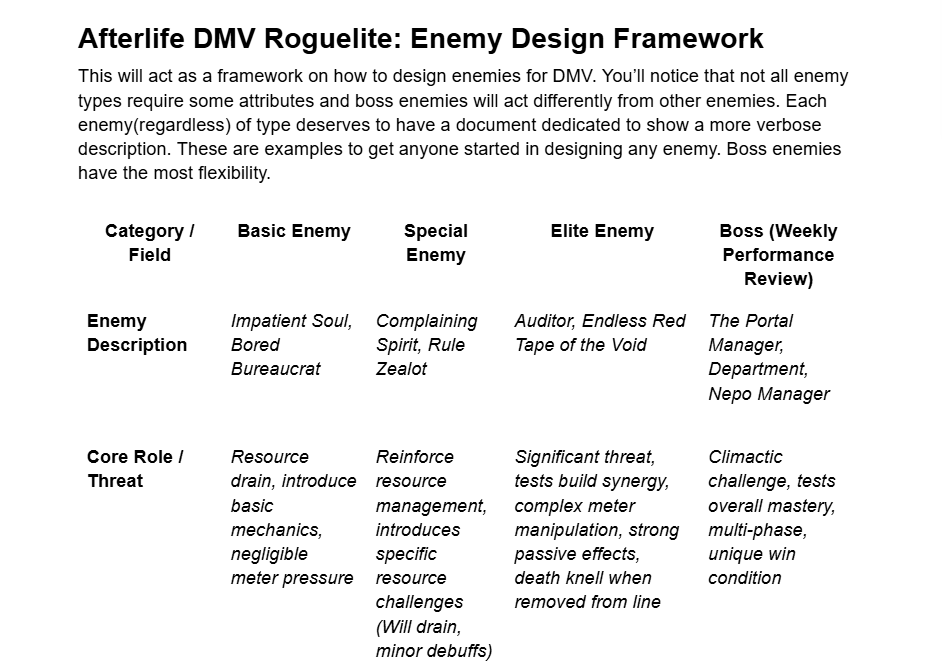 Afterlife DMV Roguelite: Enemy Design Framework
This will act as a framework on how to design enemies for DMV. You’ll notice that not all enemy
types require some attributes and boss enemies will act differently from other enemies. Each
enemy(regardless) of type deserves to have a document dedicated to show a more verbose
description. These are examples to get anyone started in designing any enemy. Boss enemies
have the most flexibility.
Category /
Field
Basic Enemy
Special
Enemy
Elite Enemy
Boss (Weekly
Performance
Review)
Enemy
Description
Impatient Soul,
Bored
Bureaucrat
Complaining
Spirit, Rule
Zealot
Auditor, Endless Red
Tape of the Void
The Portal
Manager,
Department,
Nepo Manager
Core Role /
Threat
Resource
drain, introduce
basic
mechanics,
negligible
meter pressure
Reinforce
resource
management,
introduces
specific
resource
challenges
(Will drain,
minor debuffs)
Significant threat,
tests build synergy,
complex meter
manipulation, strong
passive effects,
death knell when
removed from line
Climactic
challenge, tests
overall mastery,
multi-phase,
unique win
condition